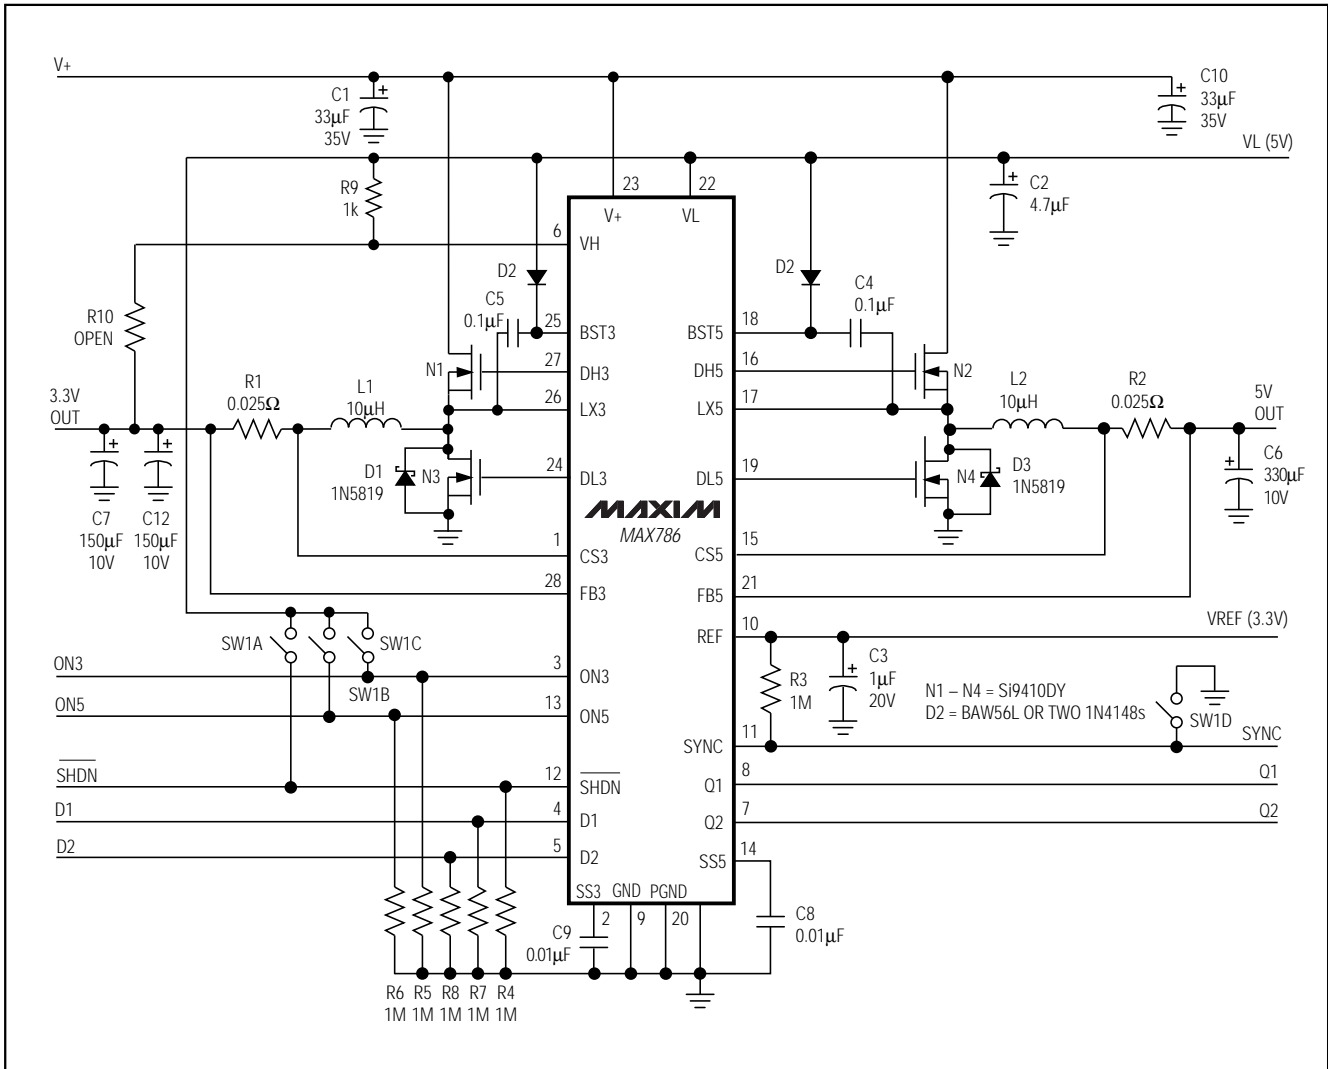 V+
C1
33µF
35V
+
C10
33µF
35V
+
VL (5V)
R9
1k
C2
4.7µF
+
23
22
V+
VL
6
VH
D2
D2
C5
0.1µF
C4
0.1µF
R10
OPEN
25
BST3
BST5
18
N1
27
DH3
DH5
16
N2
3.3V
OUT
R1
0.025Ω
L1
10µH
26
LX3
LX5
17
L2
10µH
R2
0.025Ω
5V
OUT
+
+
D1
1N5819
N3
24
DL3
DL5
19
N4
D3
1N5819
+
C6
330µF
10V
MAXIM
MAX786
C7
150µF
10V
C12
150µF
10V
1
CS3
CS5
15
28
FB3
FB5
21
REF
10
VREF (3.3V)
SW1A
SW1C
SW1B
ON3
3
ON3
R3
1M
C3
1µF
20V
+
N1 – N4 = Si9410DY
D2 = BAW56L OR TWO 1N4148s
SW1D
ON5
13
ON5
SYNC
11
SYNC
SHDN
12
SHDN
Q1
8
Q1
D1
4
D1
Q2
7
Q2
D2
5
D2
SS5
14
SS3
GND
PGND
2
9
20
C9
0.01µF
C8
0.01µF
R6 R5 R8 R7 R4
1M 1M 1M 1M 1M